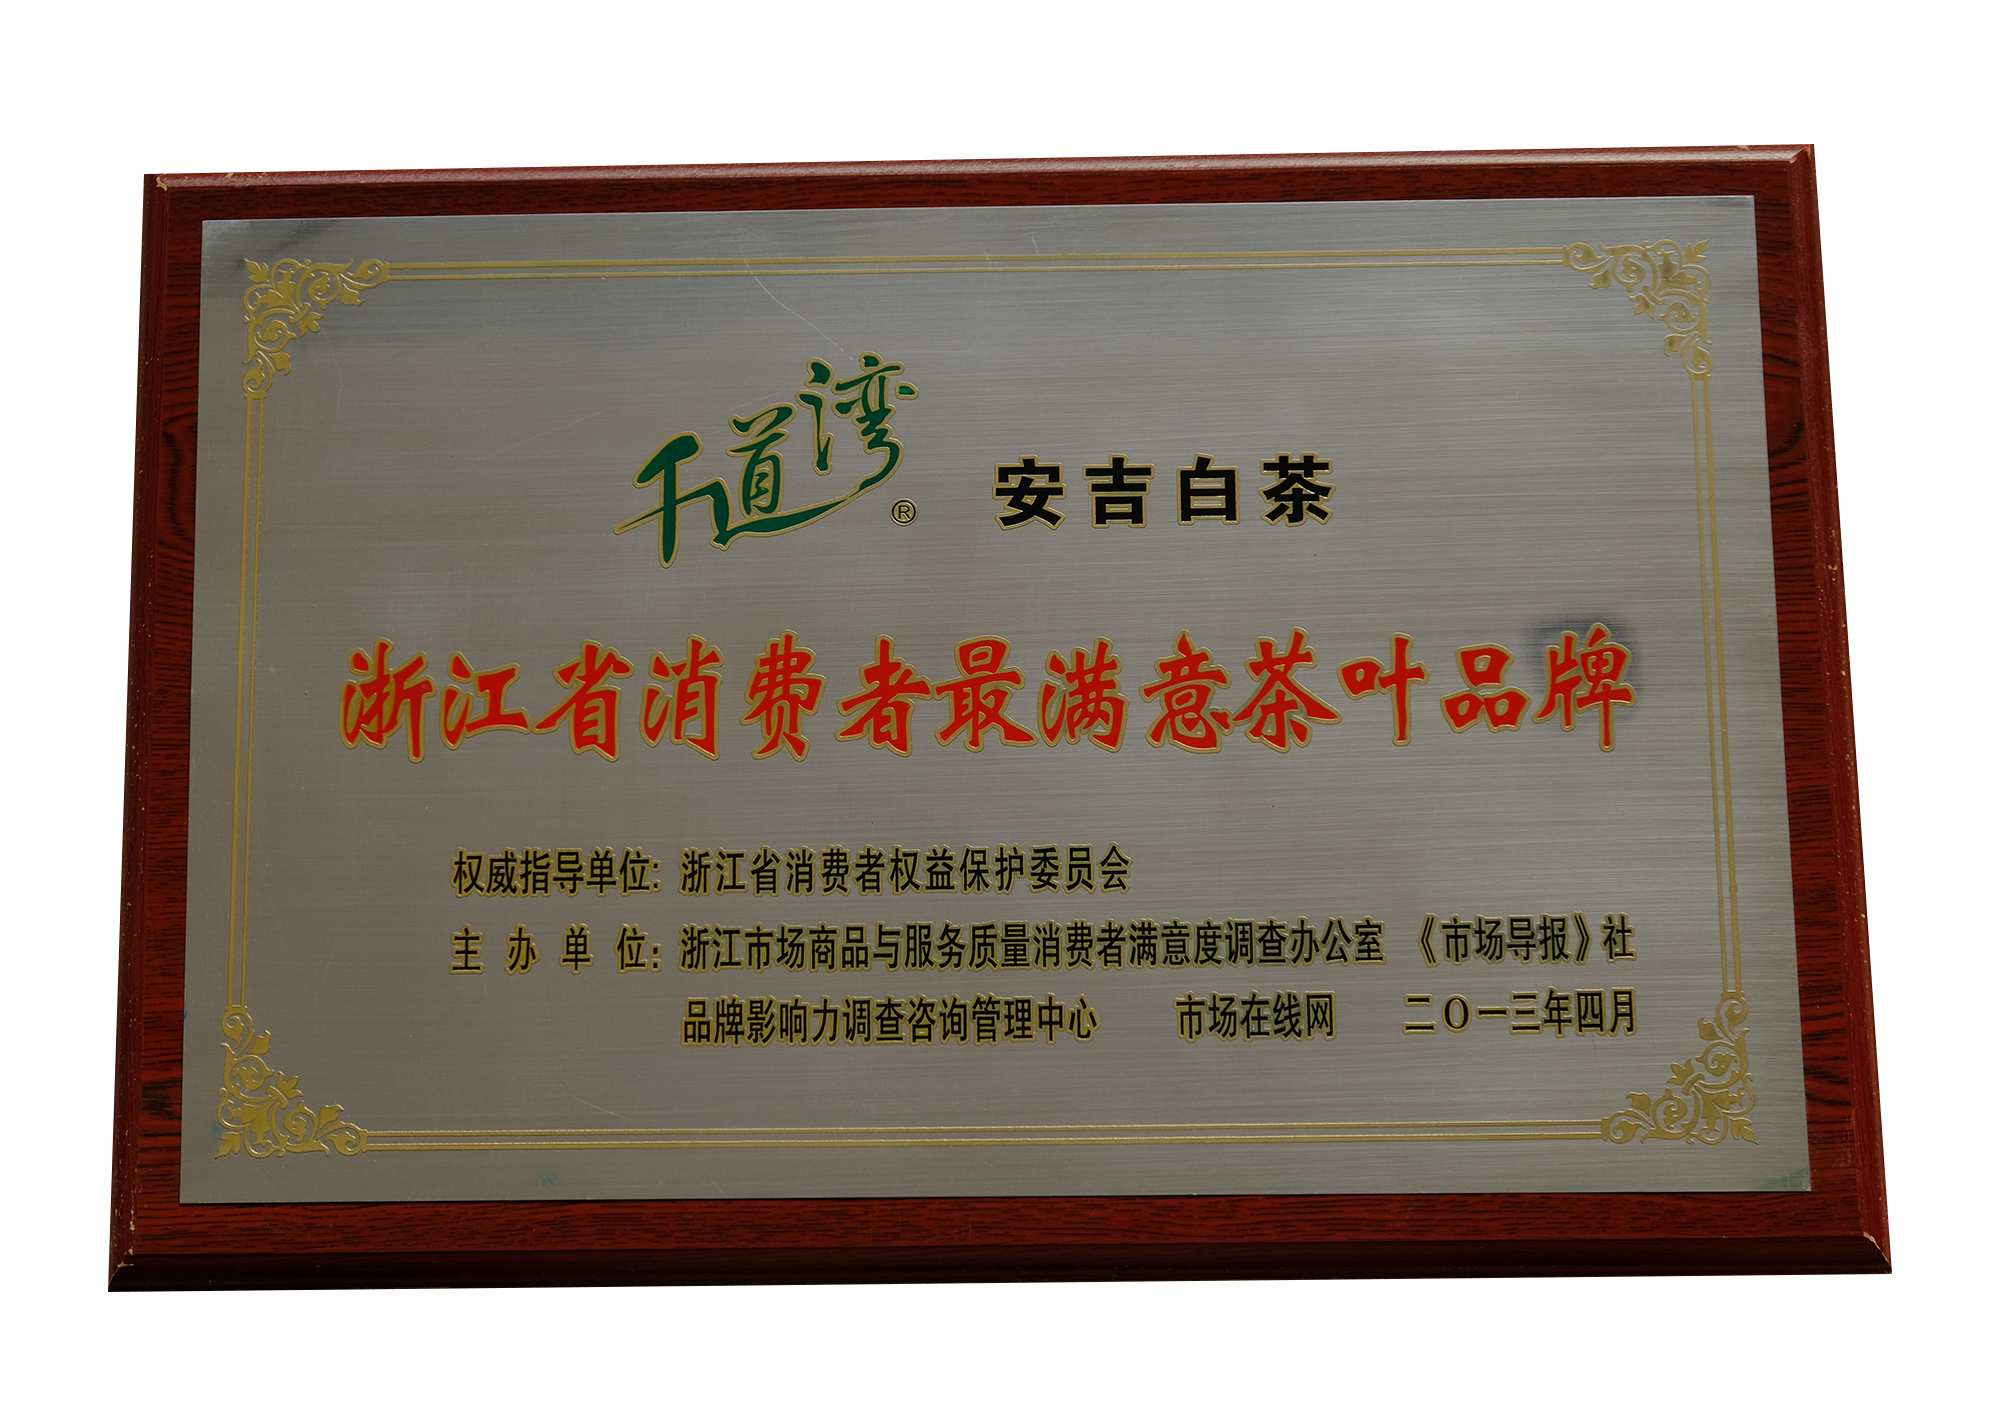 千道湾® 安吉白茶
浙江省消费者最满意茶叶品牌
权威指导单位：浙江省消费者权益保护委员会
主办单位：浙江市场商品与服务质量消费者满意度调查办公室 《市场导报》社
品牌影响力调查咨询管理中心 市场在线网 二〇一三年四月